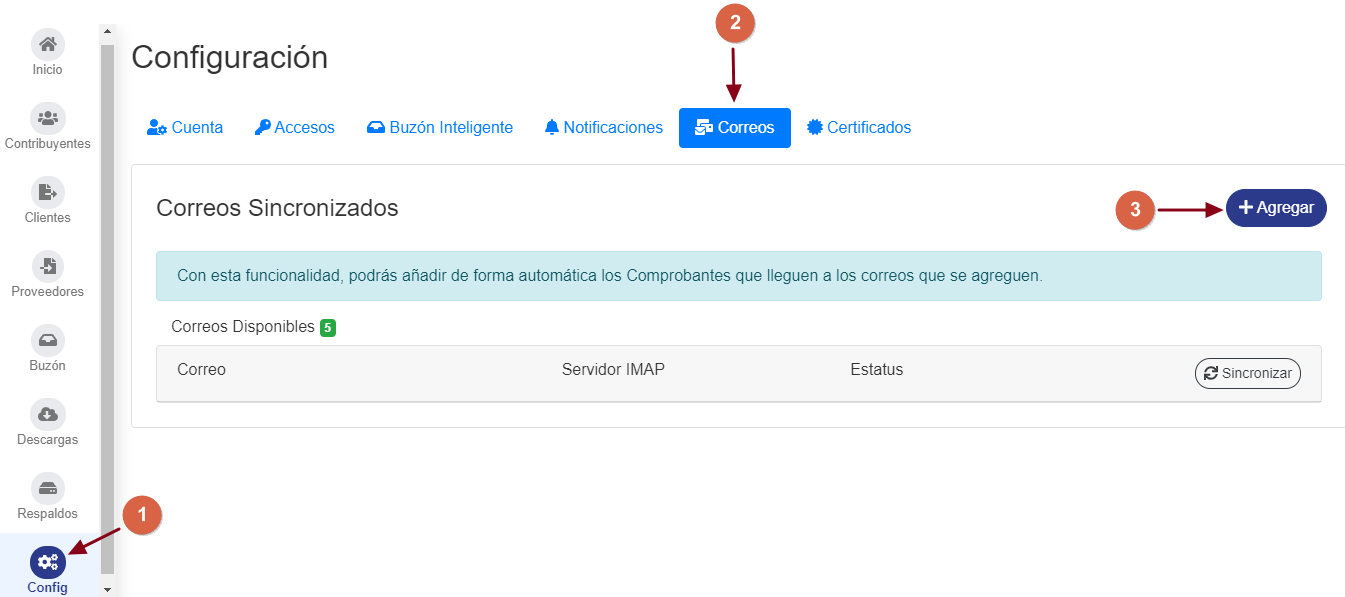 2
Configuración
Inicio
Contribuyentes
Clientes
Proveedores
Buzón
Descargas
Respaldos
1
Config
Cuenta
Accesos
Buzón Inteligente
Notificaciones
Correos
Certificados
Correos Sincronizados
3
Agregar
Con esta funcionalidad, podrás añadir de forma automática los Comprobantes que lleguen a los correos que se agreguen.
Correos Disponibles 5
Correo
Servidor IMAP
Estatus
Sincronizar